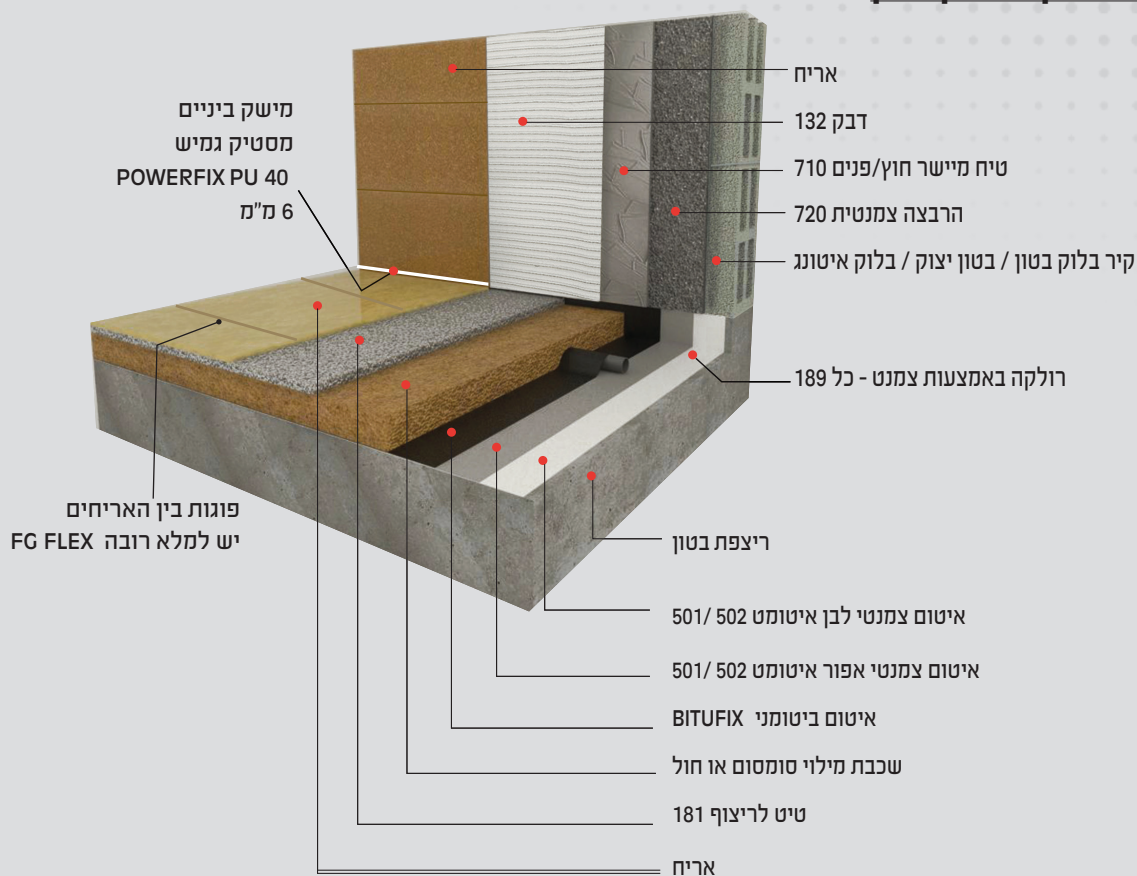 אריח
דבק 132
טיח מיישר חוץ/פנים 710
הרבצה צמנטית 720
קיר בלוק בטון / בטון יצוק / בלוק איטונג
רולקה באמצעות צמנט - כל 189
מישק ביניים
מסטיק גמיש
POWERFIX PU 40
6 מ"מ
פוגות בין האריחים
יש למלא רובה FG FLEX
ריצפת בטון
איטום צמנטי לבן איטומט 502 /501
איטום צמנטי אפור איטומט 502 /501
איטום ביטומני BITUFIX
שכבת מילוי סומסום או חול
טיט לריצוף 181
אריח